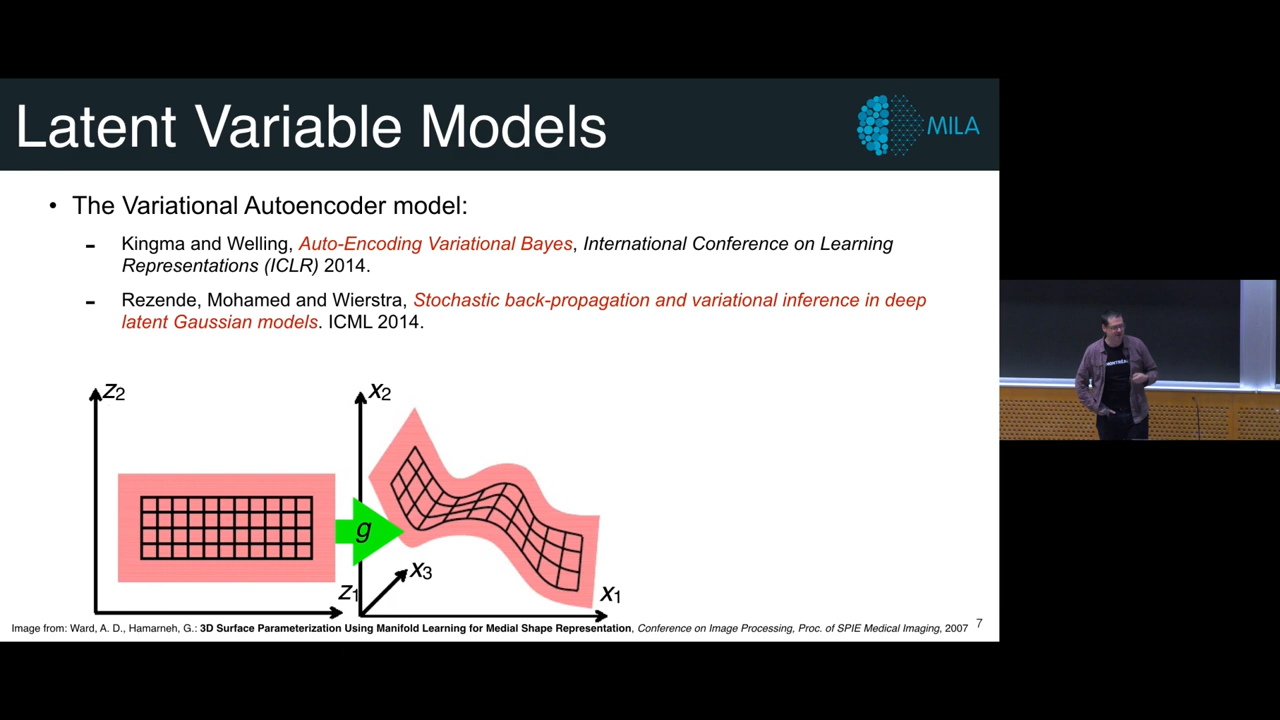 Latent Variable Models
MILA
• The Variational Autoencoder model:
- Kingma and Welling, Auto-Encoding Variational Bayes, International Conference on Learning
Representations (ICLR) 2014.
- Rezende, Mohamed and Wierstra, Stochastic back-propagation and variational inference in deep
latent Gaussian models. ICML 2014.
z2
x2
g
x3
z1
x1
Image from: Ward, A. D., Hamarneh, G.: 3D Surface Parameterization Using Manifold Learning for Medial Shape Representation, Conference on Image Processing, Proc. of SPIE Medical Imaging, 2007
7